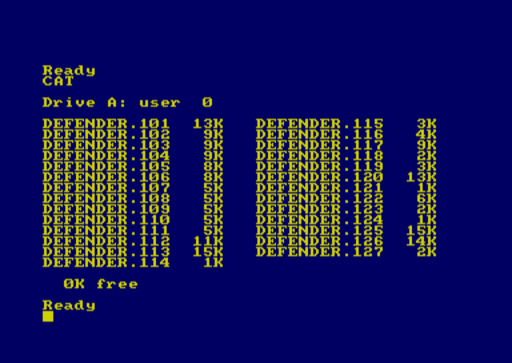 Ready
CAT
Drive A: user  0
DEFENDER.101  13K   DEFENDER.115   3K
DEFENDER.102   9K   DEFENDER.116   4K
DEFENDER.103   9K   DEFENDER.117   9K
DEFENDER.104   9K   DEFENDER.118   2K
DEFENDER.105   8K   DEFENDER.119   3K
DEFENDER.106   8K   DEFENDER.120  13K
DEFENDER.107   5K   DEFENDER.121   1K
DEFENDER.108   5K   DEFENDER.122   6K
DEFENDER.109   5K   DEFENDER.123   2K
DEFENDER.110   5K   DEFENDER.124   1K
DEFENDER.111   5K   DEFENDER.125  15K
DEFENDER.112  11K   DEFENDER.126  14K
DEFENDER.113  15K   DEFENDER.127   2K
DEFENDER.114   1K
0K free
Ready